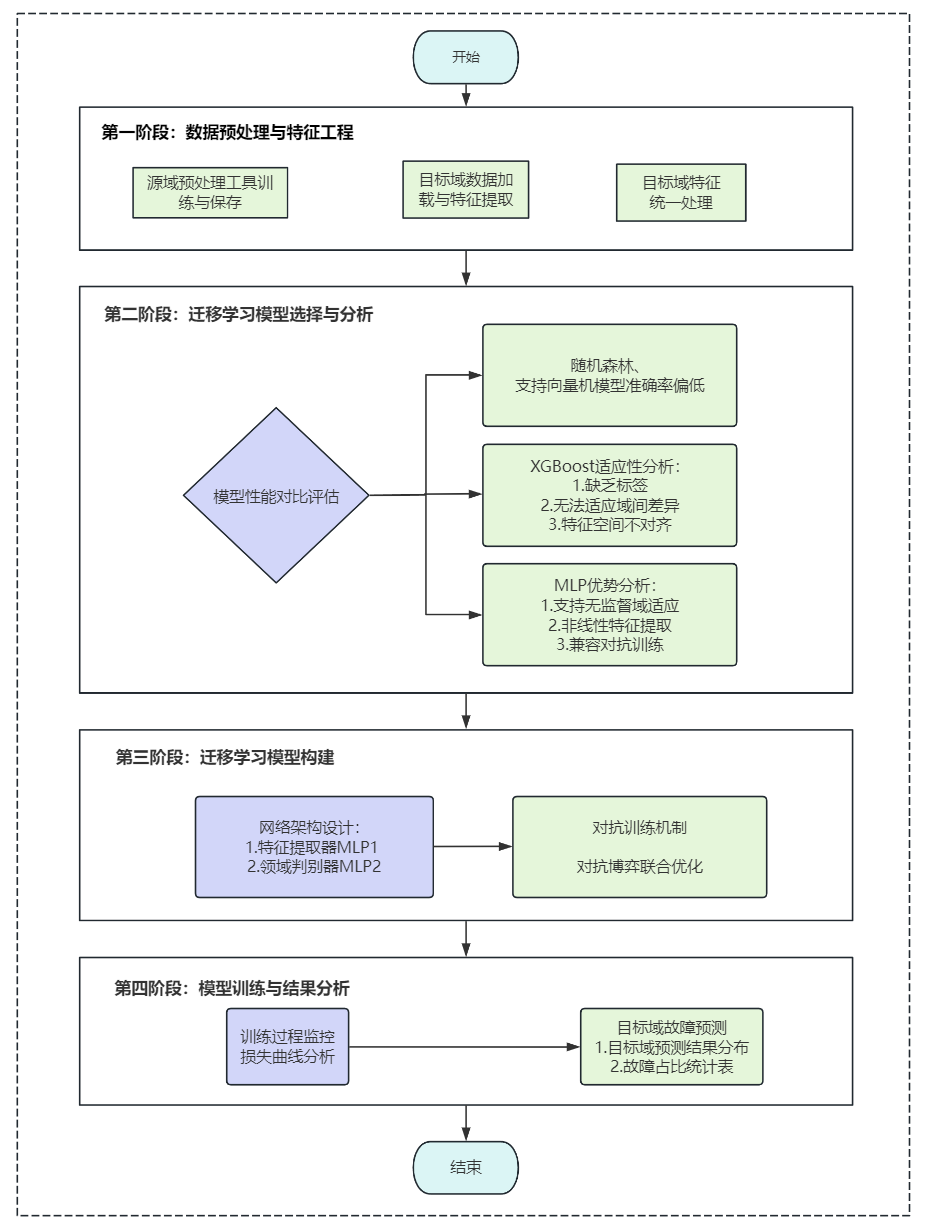 开始
第一阶段：数据预处理与特征工程
源域预处理工具训
练与保存
目标域数据加
载与特征提取
目标域特征
统一处理
第二阶段：迁移学习模型选择与分析
模型性能对比评估
随机森林、
支持向量机模型准确率偏低
XGBoost适应性分析：
1.缺乏标签
2.无法适应域间差异
3.特征空间不对齐
MLP优势分析：
1.支持无监督域适应
2.非线性特征提取
3.兼容对抗训练
第三阶段：迁移学习模型构建
网络架构设计：
1.特征提取器MLP1
2.领域判别器MLP2
对抗训练机制
对抗博弈联合优化
第四阶段：模型训练与结果分析
训练过程监控
损失曲线分析
目标域故障预测
1.目标域预测结果分布
2.故障占比统计表
结束